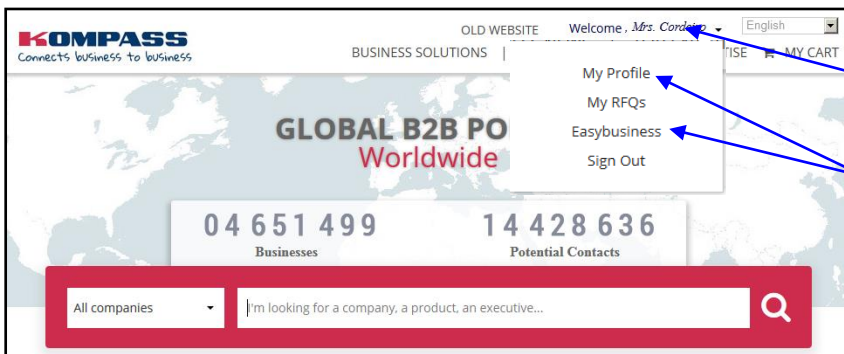 OLD WEBSITE Welcome , Mrs. Cordeiro English
KOMPASS
Connects business to business
BUSINESS SOLUTIONS | TISE MY CART
My Profile
My RFQs
Easybusiness
Sign Out
GLOBAL B2B PO
Worldwide
04 651 499 14 428 636
Businesses Potential Contacts
All companies I'm looking for a company, a product, an executive...